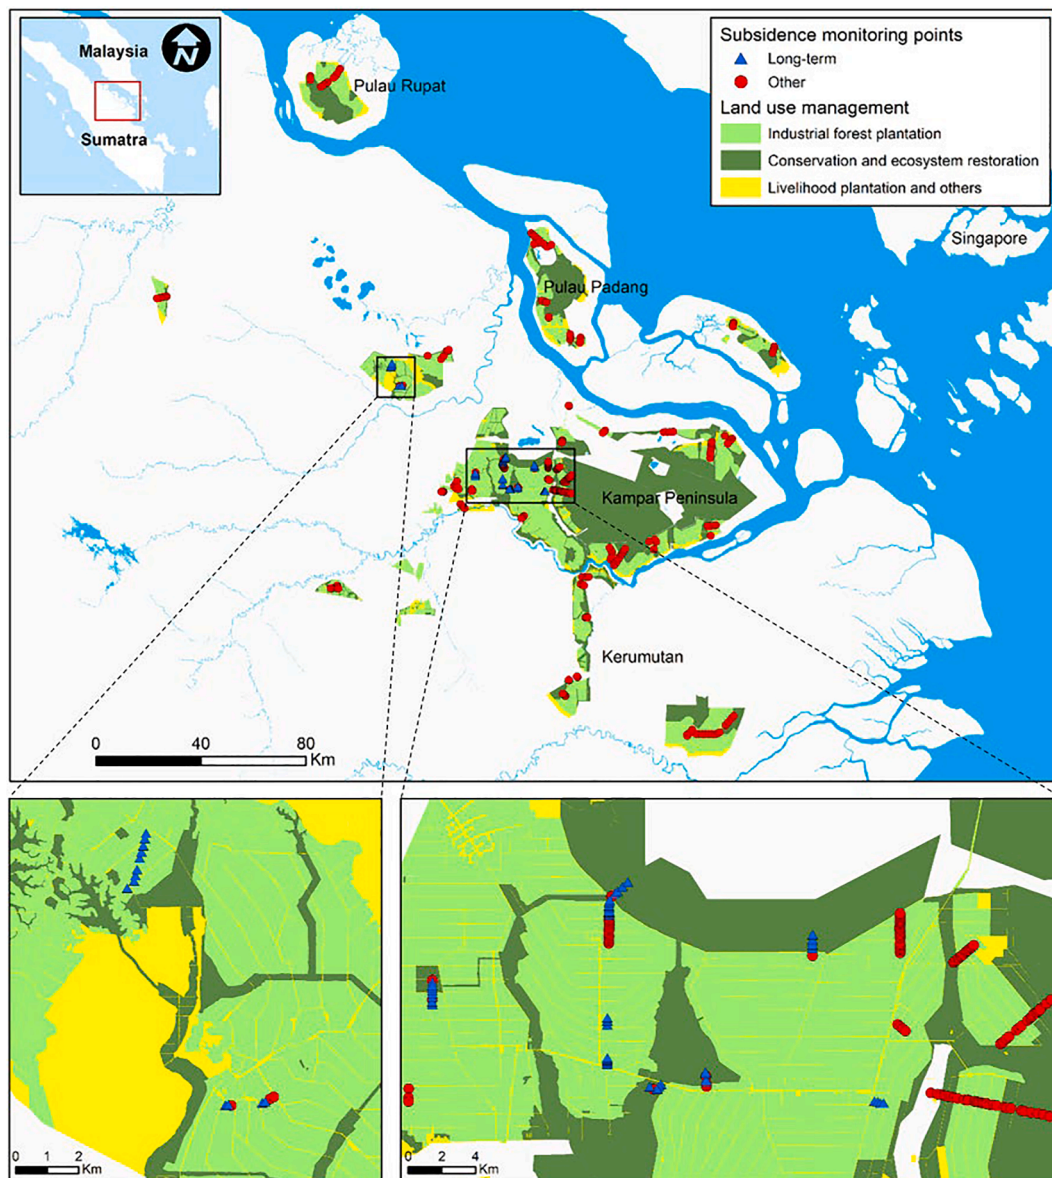 Malaysia
N
Sumatra
Subsidence monitoring points
Long-term
Other
Land use management
Industrial forest plantation
Conservation and ecosystem restoration
Livelihood plantation and others
Pulau Rupat
Singapore
Pulau Padang
Kampar Peninsula
Kerumutan
0 40 80
Km
0 1 2
Km
0 2 4
Km